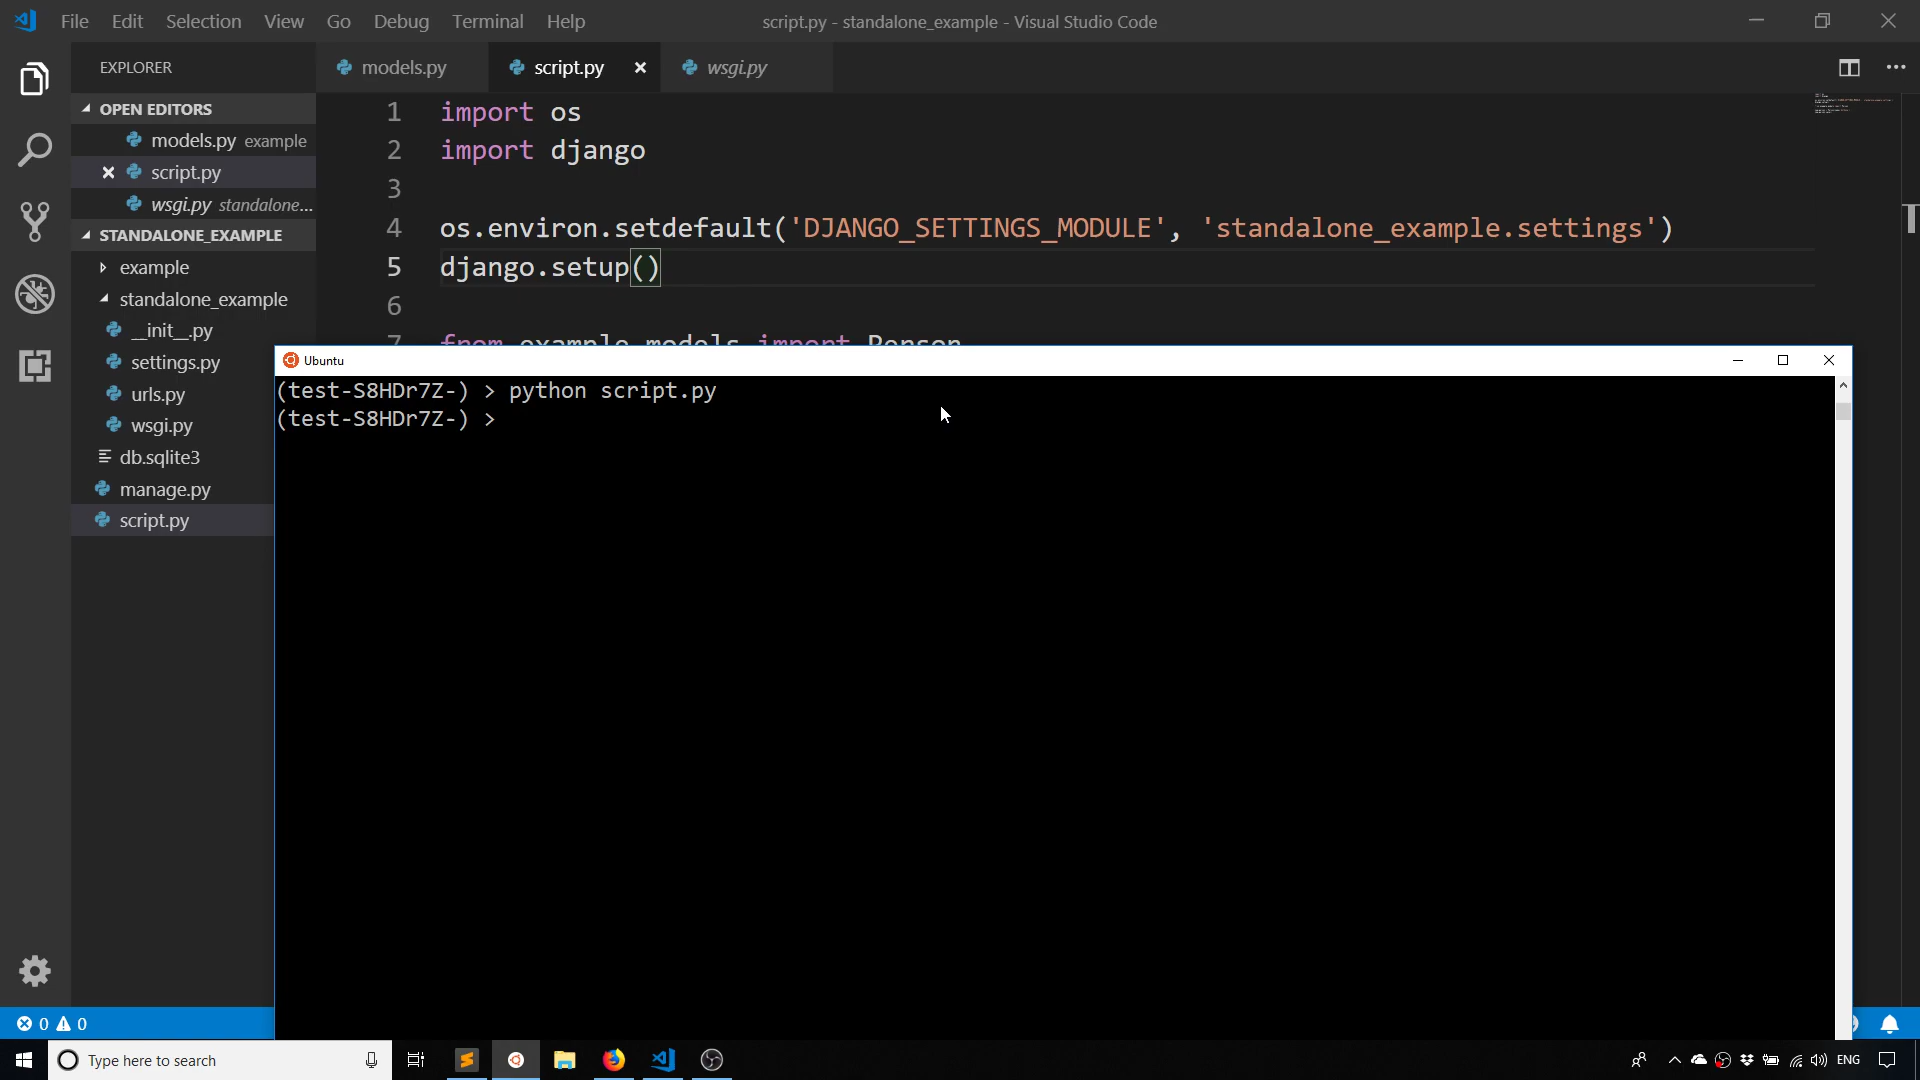 File Edit Selection View Go Debug Terminal Help
script.py - standalone_example - Visual Studio Code
EXPLORER
models.py
script.py
wsgi.py
OPEN EDITORS
models.py example
script.py
wsgi.py standalone...
STANDALONE_EXAMPLE
example
standalone_example
__init__.py
settings.py
urls.py
wsgi.py
db.sqlite3
manage.py
script.py
1 import os
2 import django
3
4 os.environ.setdefault('DJANGO_SETTINGS_MODULE', 'standalone_example.settings')
5 django.setup()
6
7 from example.models import Person
Ubuntu
(test-S8HDr7Z-) > python script.py
(test-S8HDr7Z-) >
0 0
Type here to search
ENG